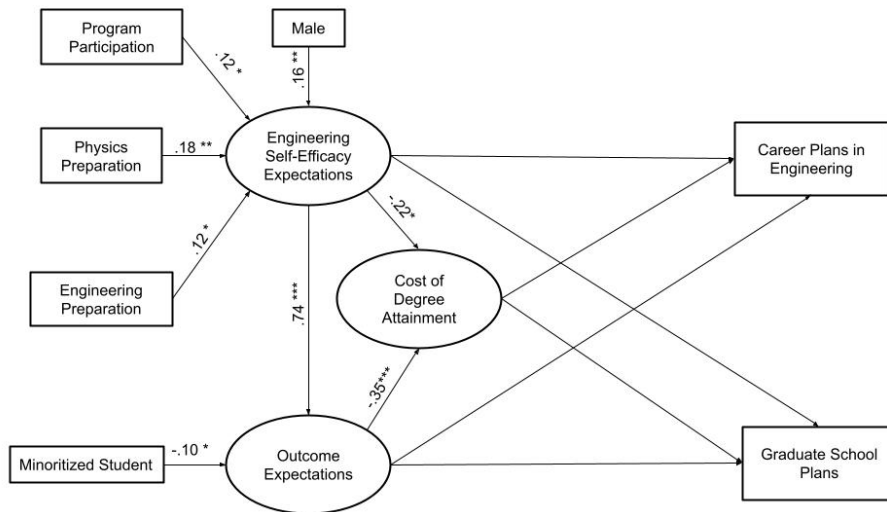 Program
Participation
Male
.12 *
.16 **
Physics
Preparation
.18 **
Engineering
Self-Efficacy
Expectations
Career Plans in
Engineering
-.22*
.12 *
Engineering
Preparation
.74 ***
Cost of
Degree
Attainment
-.35***
Minoritized Student
-.10 *
Outcome
Expectations
Graduate School
Plans